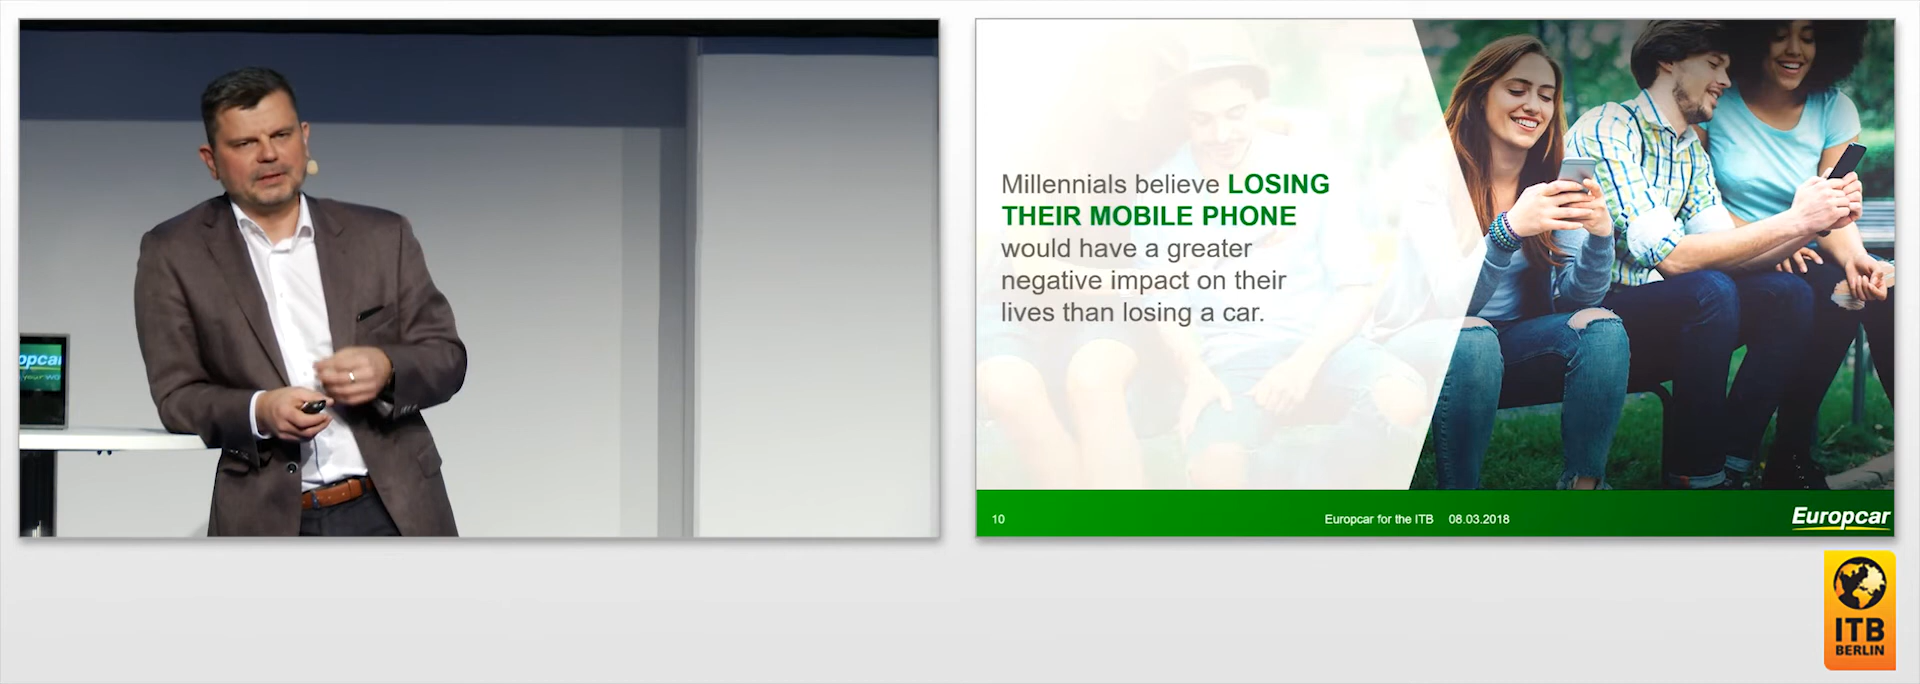 Millennials believe LOSING
THEIR MOBILE PHONE
would have a greater
negative impact on their
lives than losing a car.
10
Europcar for the ITB 08.03.2018
Europcar
ITB
BERLIN